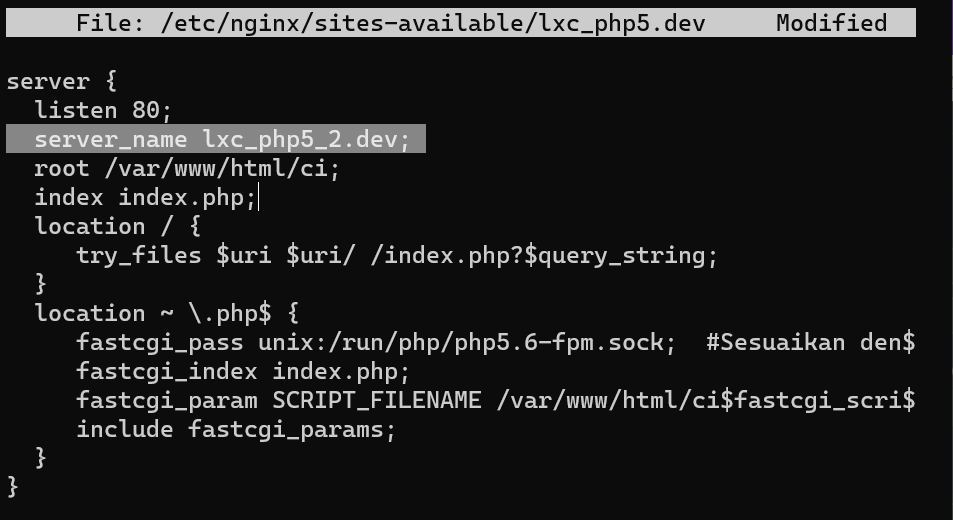 File: /etc/nginx/sites-available/lxc_php5.dev Modified
server {
listen 80;
server_name lxc_php5_2.dev;
root /var/www/html/ci;
index index.php;
location / {
try_files $uri $uri/ /index.php?$query_string;
}
location ~ \.php$ {
fastcgi_pass unix:/run/php/php5.6-fpm.sock; #Sesuaikan den$
fastcgi_index index.php;
fastcgi_param SCRIPT_FILENAME /var/www/html/ci$fastcgi_scri$
include fastcgi_params;
}
}